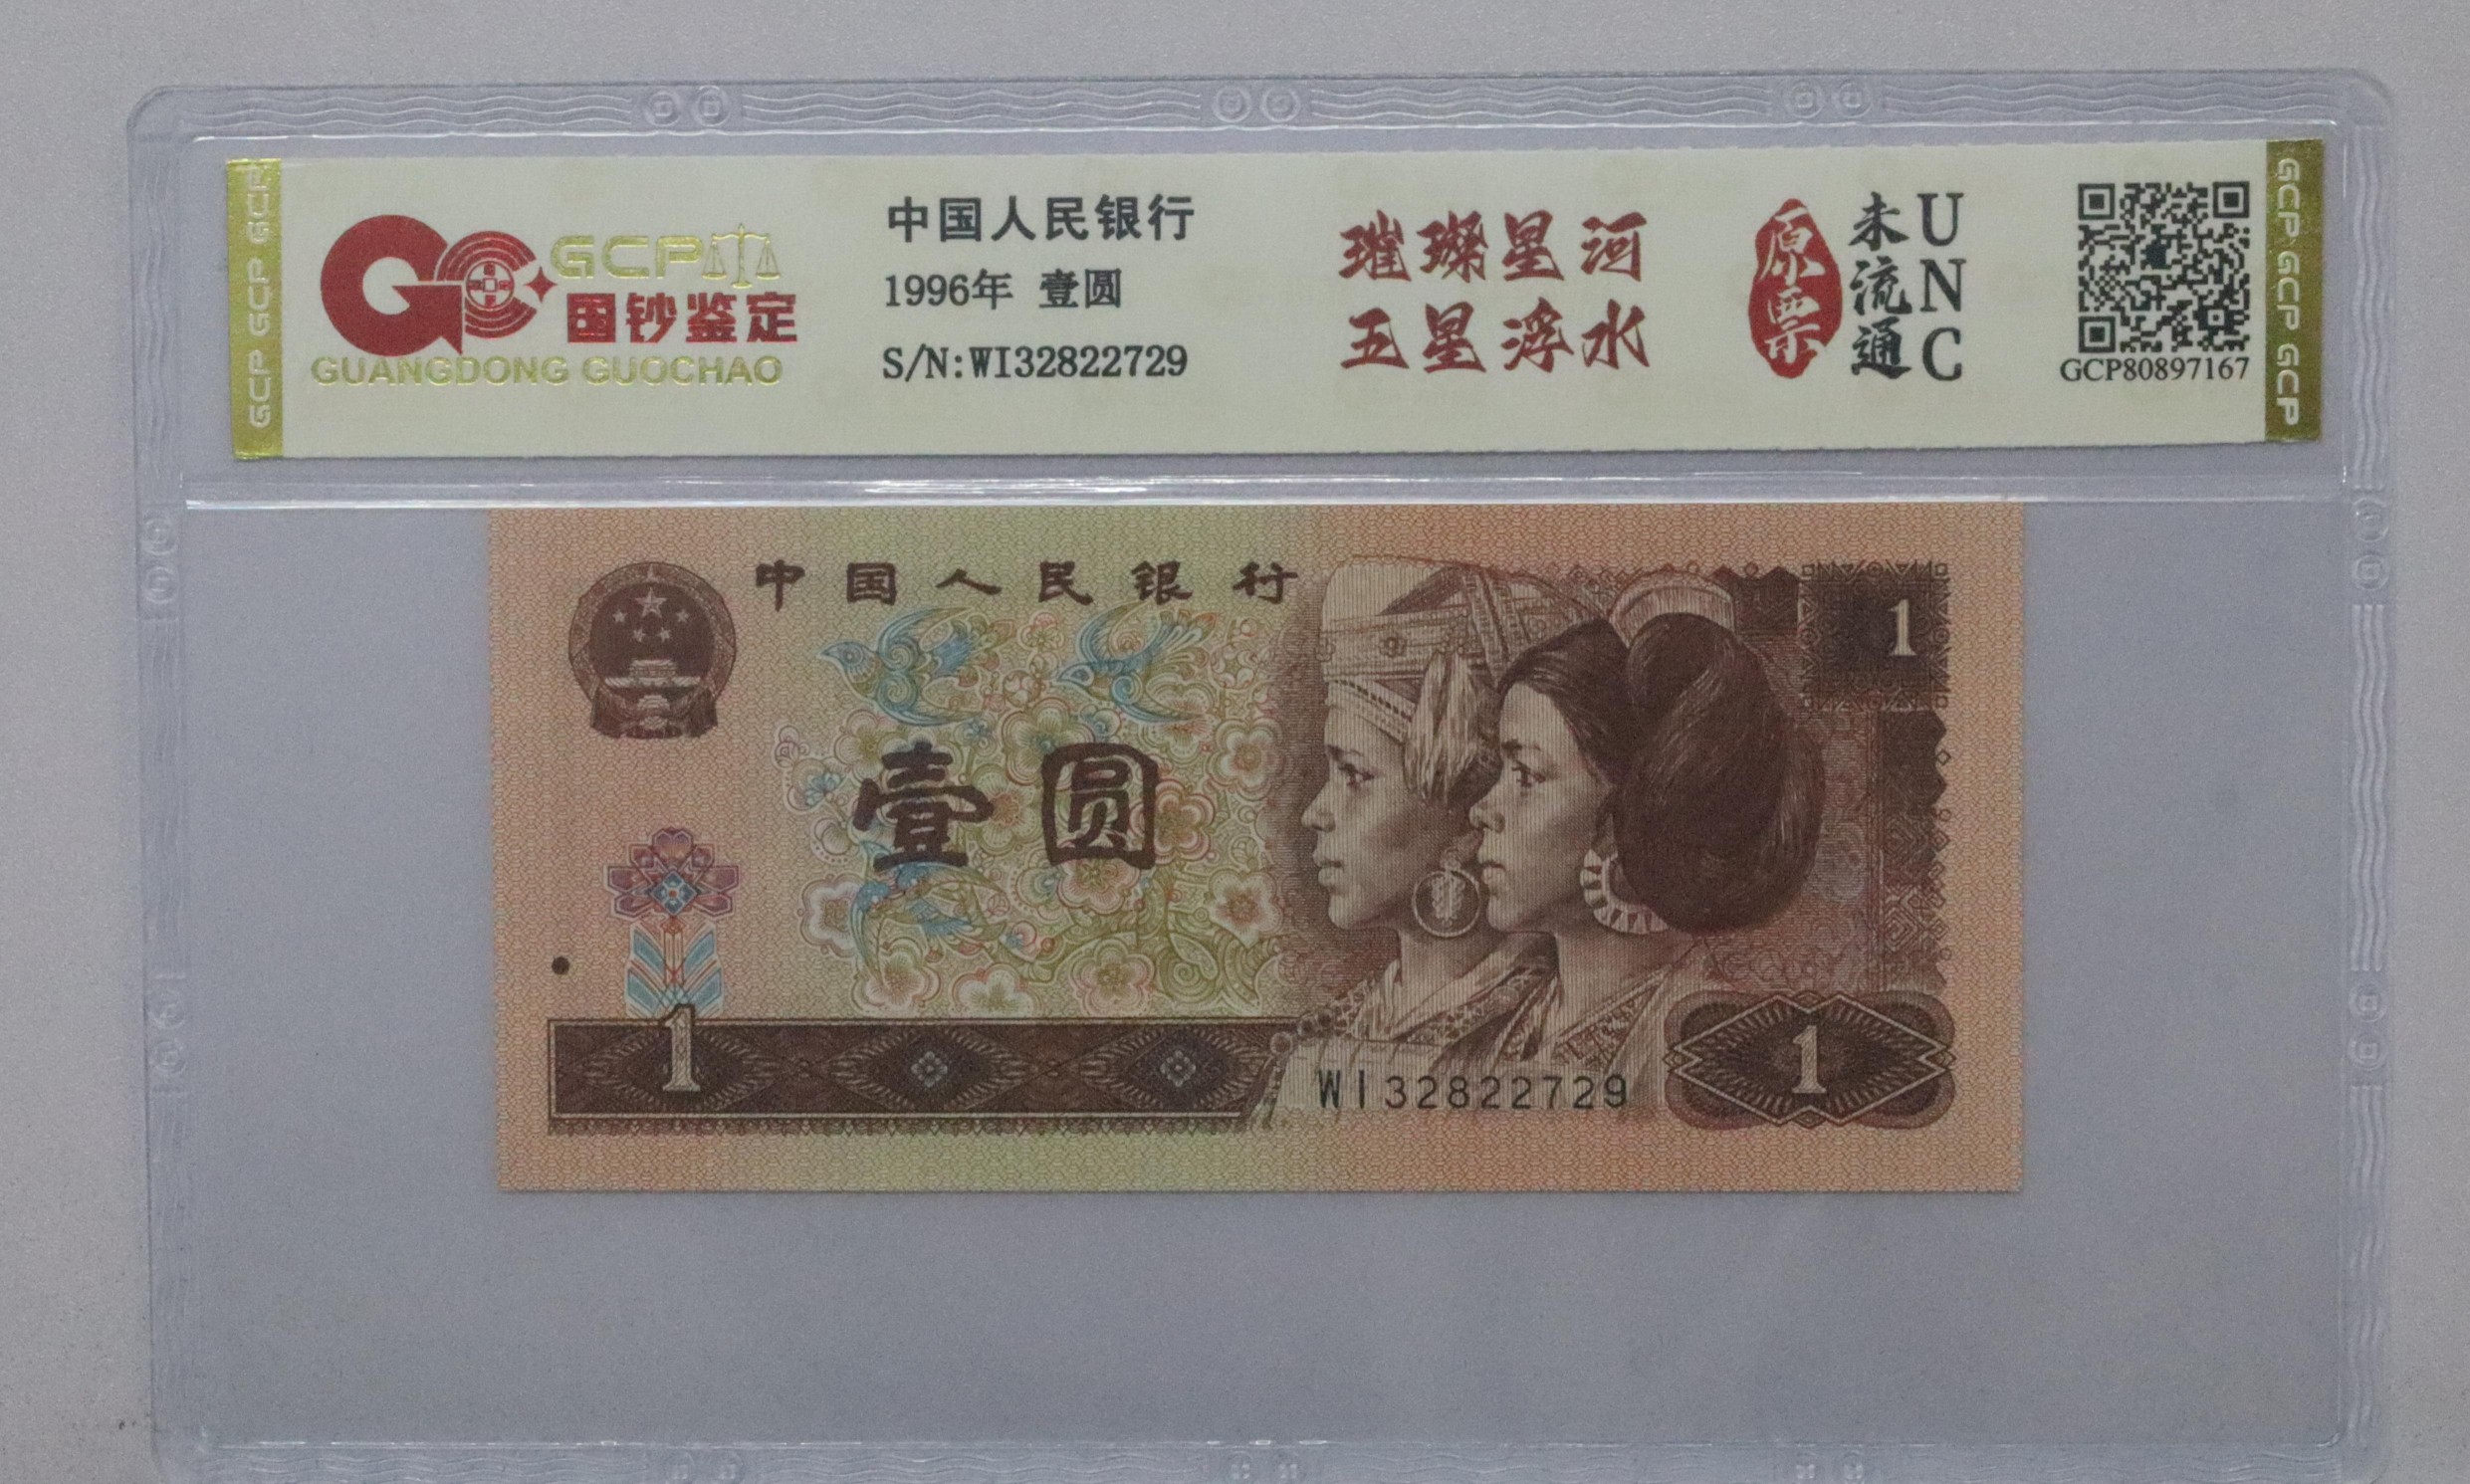 GCP GCP GCP
GCP
国钞鉴定
GUANGDONG GUOCHAO
中国人民银行
1996年 壹圆
S/N:WI32822729
璀璨星河
五星浮水
原票
未流通
UNC
GCP80897167
GCP GCP GCP
中国人民银行
1
壹圆
1
WI32822729
1